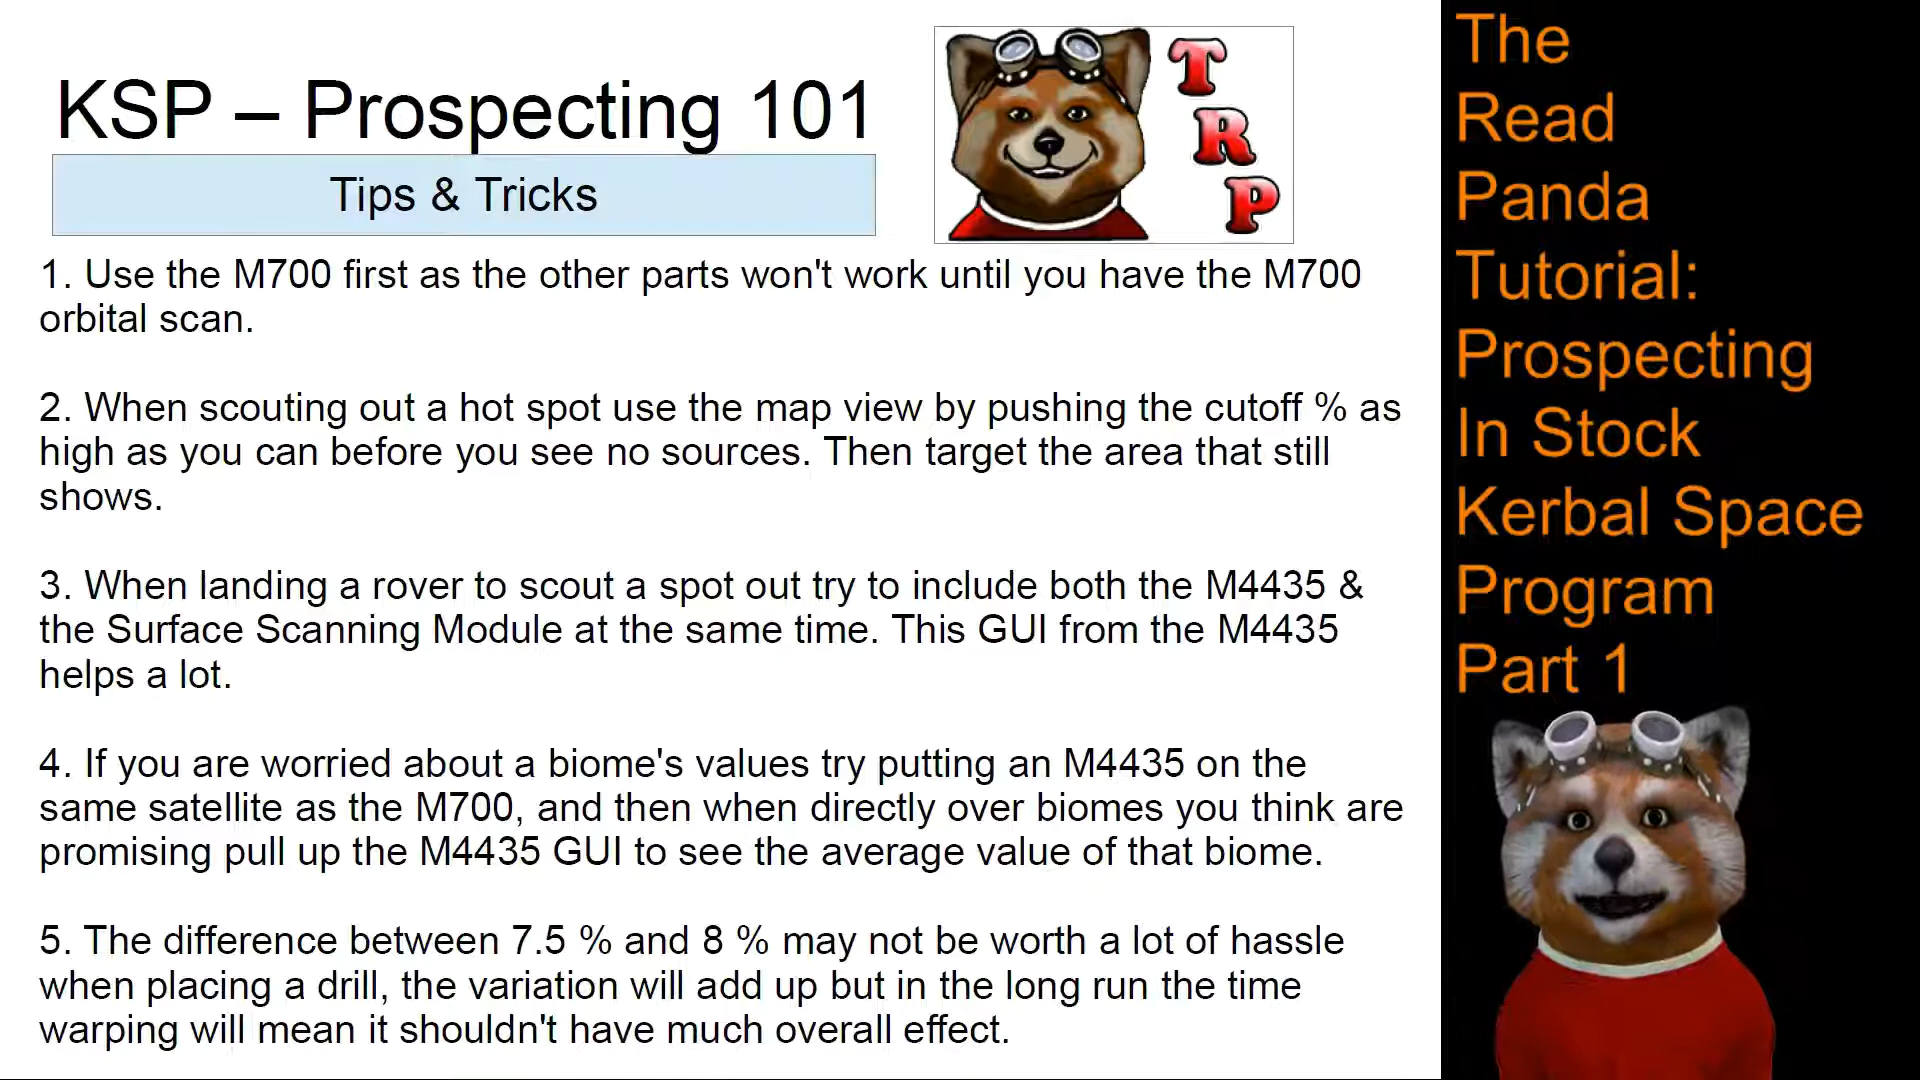 KSP – Prospecting 101
Tips & Tricks
T
R
P
1. Use the M700 first as the other parts won't work until you have the M700
orbital scan.
2. When scouting out a hot spot use the map view by pushing the cutoff % as
high as you can before you see no sources. Then target the area that still
shows.
3. When landing a rover to scout a spot out try to include both the M4435 &
the Surface Scanning Module at the same time. This GUI from the M4435
helps a lot.
4. If you are worried about a biome's values try putting an M4435 on the
same satellite as the M700, and then when directly over biomes you think are
promising pull up the M4435 GUI to see the average value of that biome.
5. The difference between 7.5 % and 8 % may not be worth a lot of hassle
when placing a drill, the variation will add up but in the long run the time
warping will mean it shouldn't have much overall effect.
The
Read
Panda
Tutorial:
Prospecting
In Stock
Kerbal Space
Program
Part 1